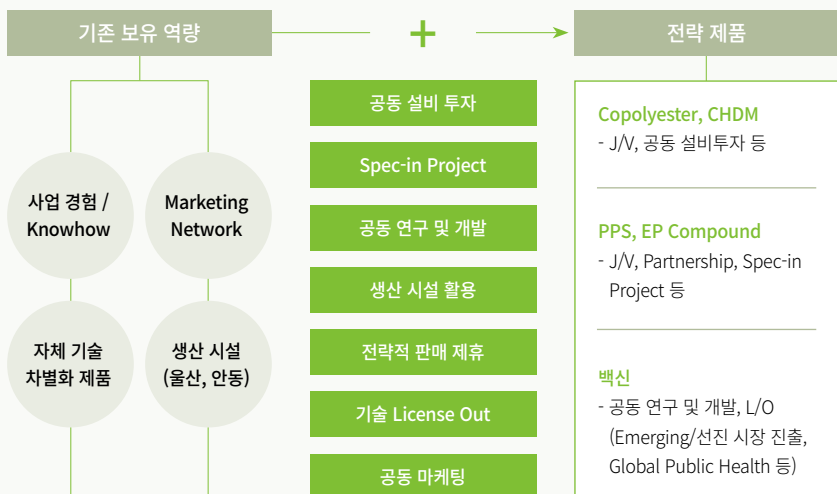 기존 보유 역량
+
전략 제품
사업 경험 /
Knowhow
Marketing
Network
자체 기술
차별화 제품
생산 시설
(울산, 안동)
공동 설비 투자
Spec-in Project
공동 연구 및 개발
생산 시설 활용
전략적 판매 제휴
기술 License Out
공동 마케팅
Copolyester, CHDM
- J/V, 공동 설비투자 등
PPS, EP Compound
- J/V, Partnership, Spec-in
Project 등
백신
- 공동 연구 및 개발, L/O
(Emerging/선진 시장 진출,
Global Public Health 등)